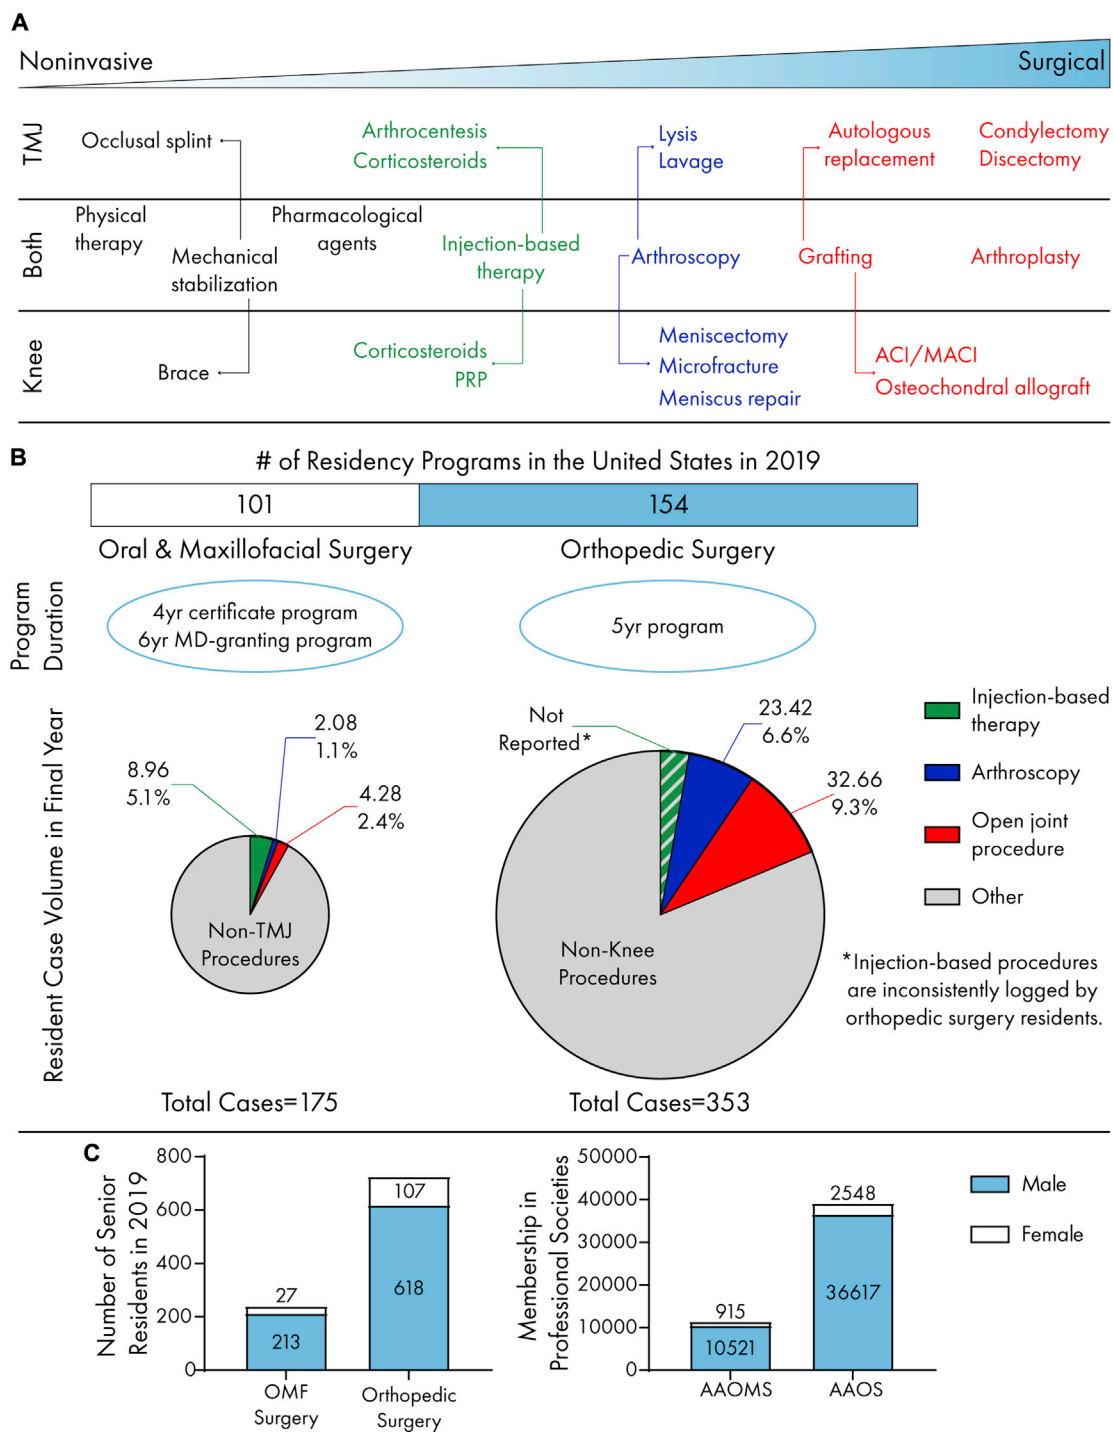 A
Noninvasive
Surgical
TMJ
Occlusal splint
Arthrocentesis
Corticosteroids
Lysis
Lavage
Autologous
replacement
Condylectomy
Discectomy
Both
Physical
therapy
Mechanical
stabilization
Pharmacological
agents
Injection-based
therapy
Arthroscopy
Grafting
Arthroplasty
Knee
Brace
Corticosteroids
PRP
Meniscectomy
Microfracture
Meniscus repair
ACI/MACI
Osteochondral allograft
B
# of Residency Programs in the United States in 2019
101
154
Oral & Maxillofacial Surgery
Orthopedic Surgery
Program
Duration
4yr certificate program
6yr MD-granting program
5yr program
Resident Case Volume in Final Year
8.96
5.1%
2.08
1.1%
4.28
2.4%
Non-TMJ
Procedures
Total Cases=175
Not
Reported*
23.42
6.6%
32.66
9.3%
Non-Knee
Procedures
Total Cases=353
Injection-based
therapy
Arthroscopy
Open joint
procedure
Other
*Injection-based procedures
are inconsistently logged by
orthopedic surgery residents.
C
Number of Senior
Residents in 2019
800
600
400
200
0
27
213
107
618
OMF
Surgery
Orthopedic
Surgery
Membership in
Professional Societies
50000
40000
30000
20000
10000
0
915
10521
2548
36617
AAOMS
AAOS
Male
Female